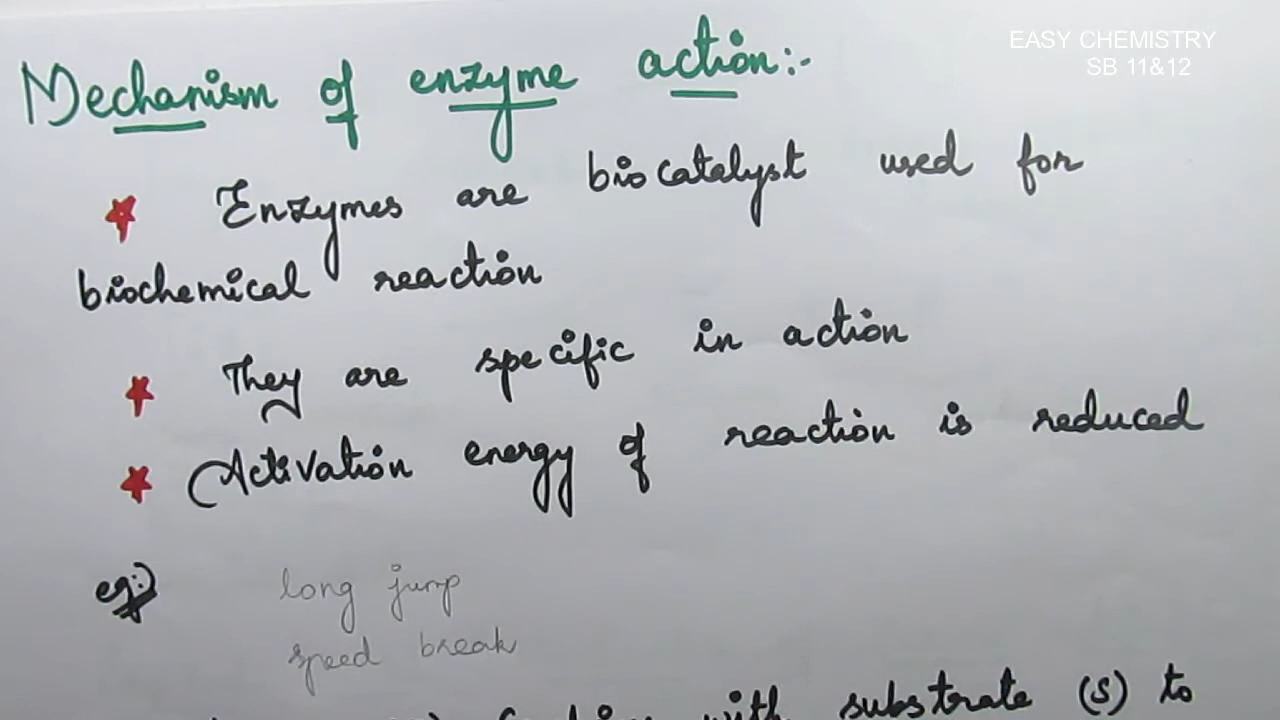 EASY CHEMISTRY
SB 11&12
Mechanism of enzyme action:-
Enzymes are biocatalyst used for
biochemical reaction
They are specific in action
Activation energy of reaction is reduced
eg:)
long jump
speed break
with substrate (S) to